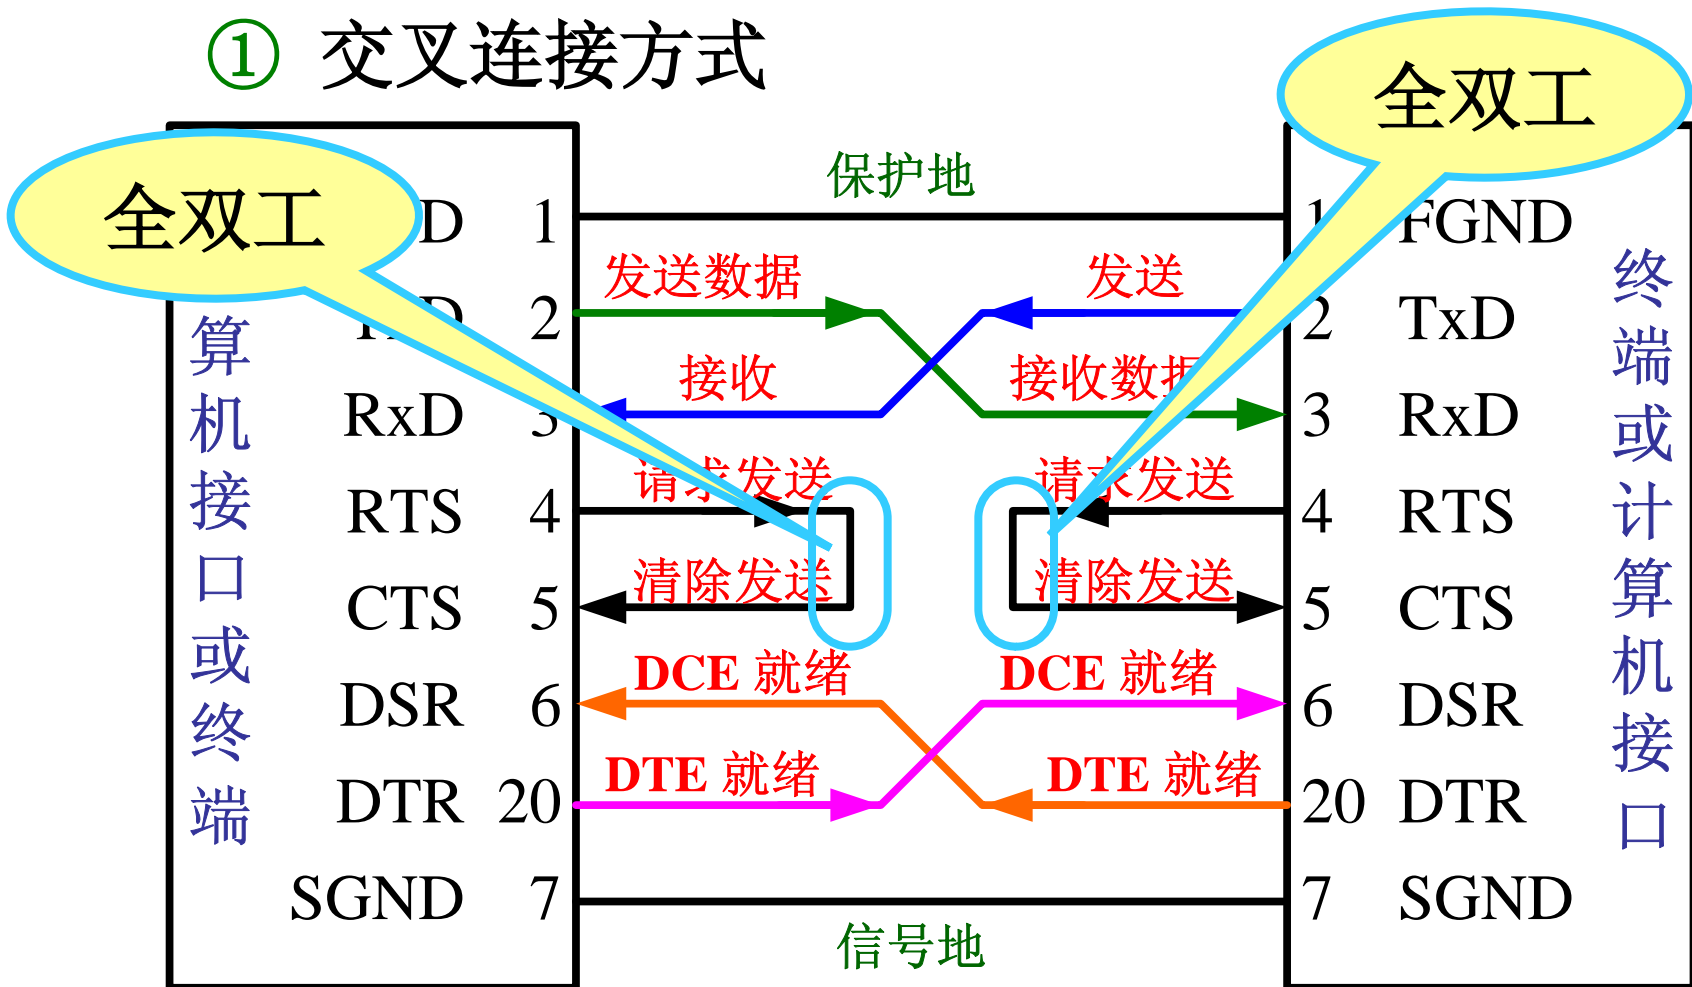 ① 交叉连接方式
全双工
全双工
保护地
D 1
1 FGND
发送数据
发送
2
2 TxD
接收
接收数据
RxD 3
3 RxD
请求发送
请求发送
RTS 4
4 RTS
清除发送
清除发送
CTS 5
5 CTS
DCE 就绪
DCE 就绪
DSR 6
6 DSR
DTE 就绪
DTE 就绪
DTR 20
20 DTR
SGND 7
7 SGND
信号地
算机接口或终端
终端或计算机接口